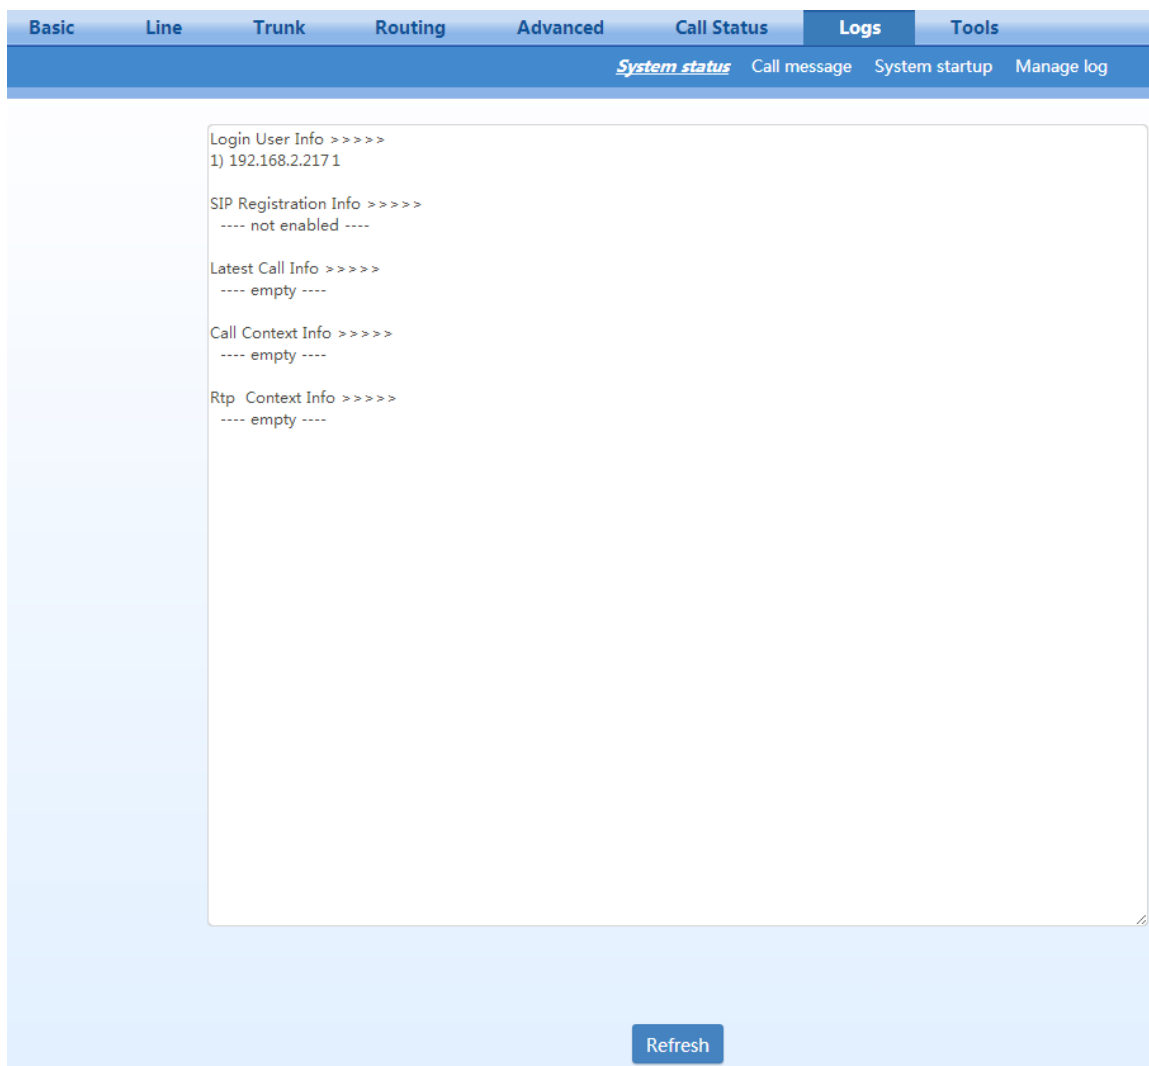 Basic Line Trunk Routing Advanced Call Status Logs Tools
System status Call message System startup Manage log
Login User Info >>>>>
1) 192.168.2.217 1
SIP Registration Info >>>>>
---- not enabled ----
Latest Call Info >>>>>
---- empty ----
Call Context Info >>>>>
---- empty ----
Rtp  Context Info >>>>>
---- empty ----
Refresh